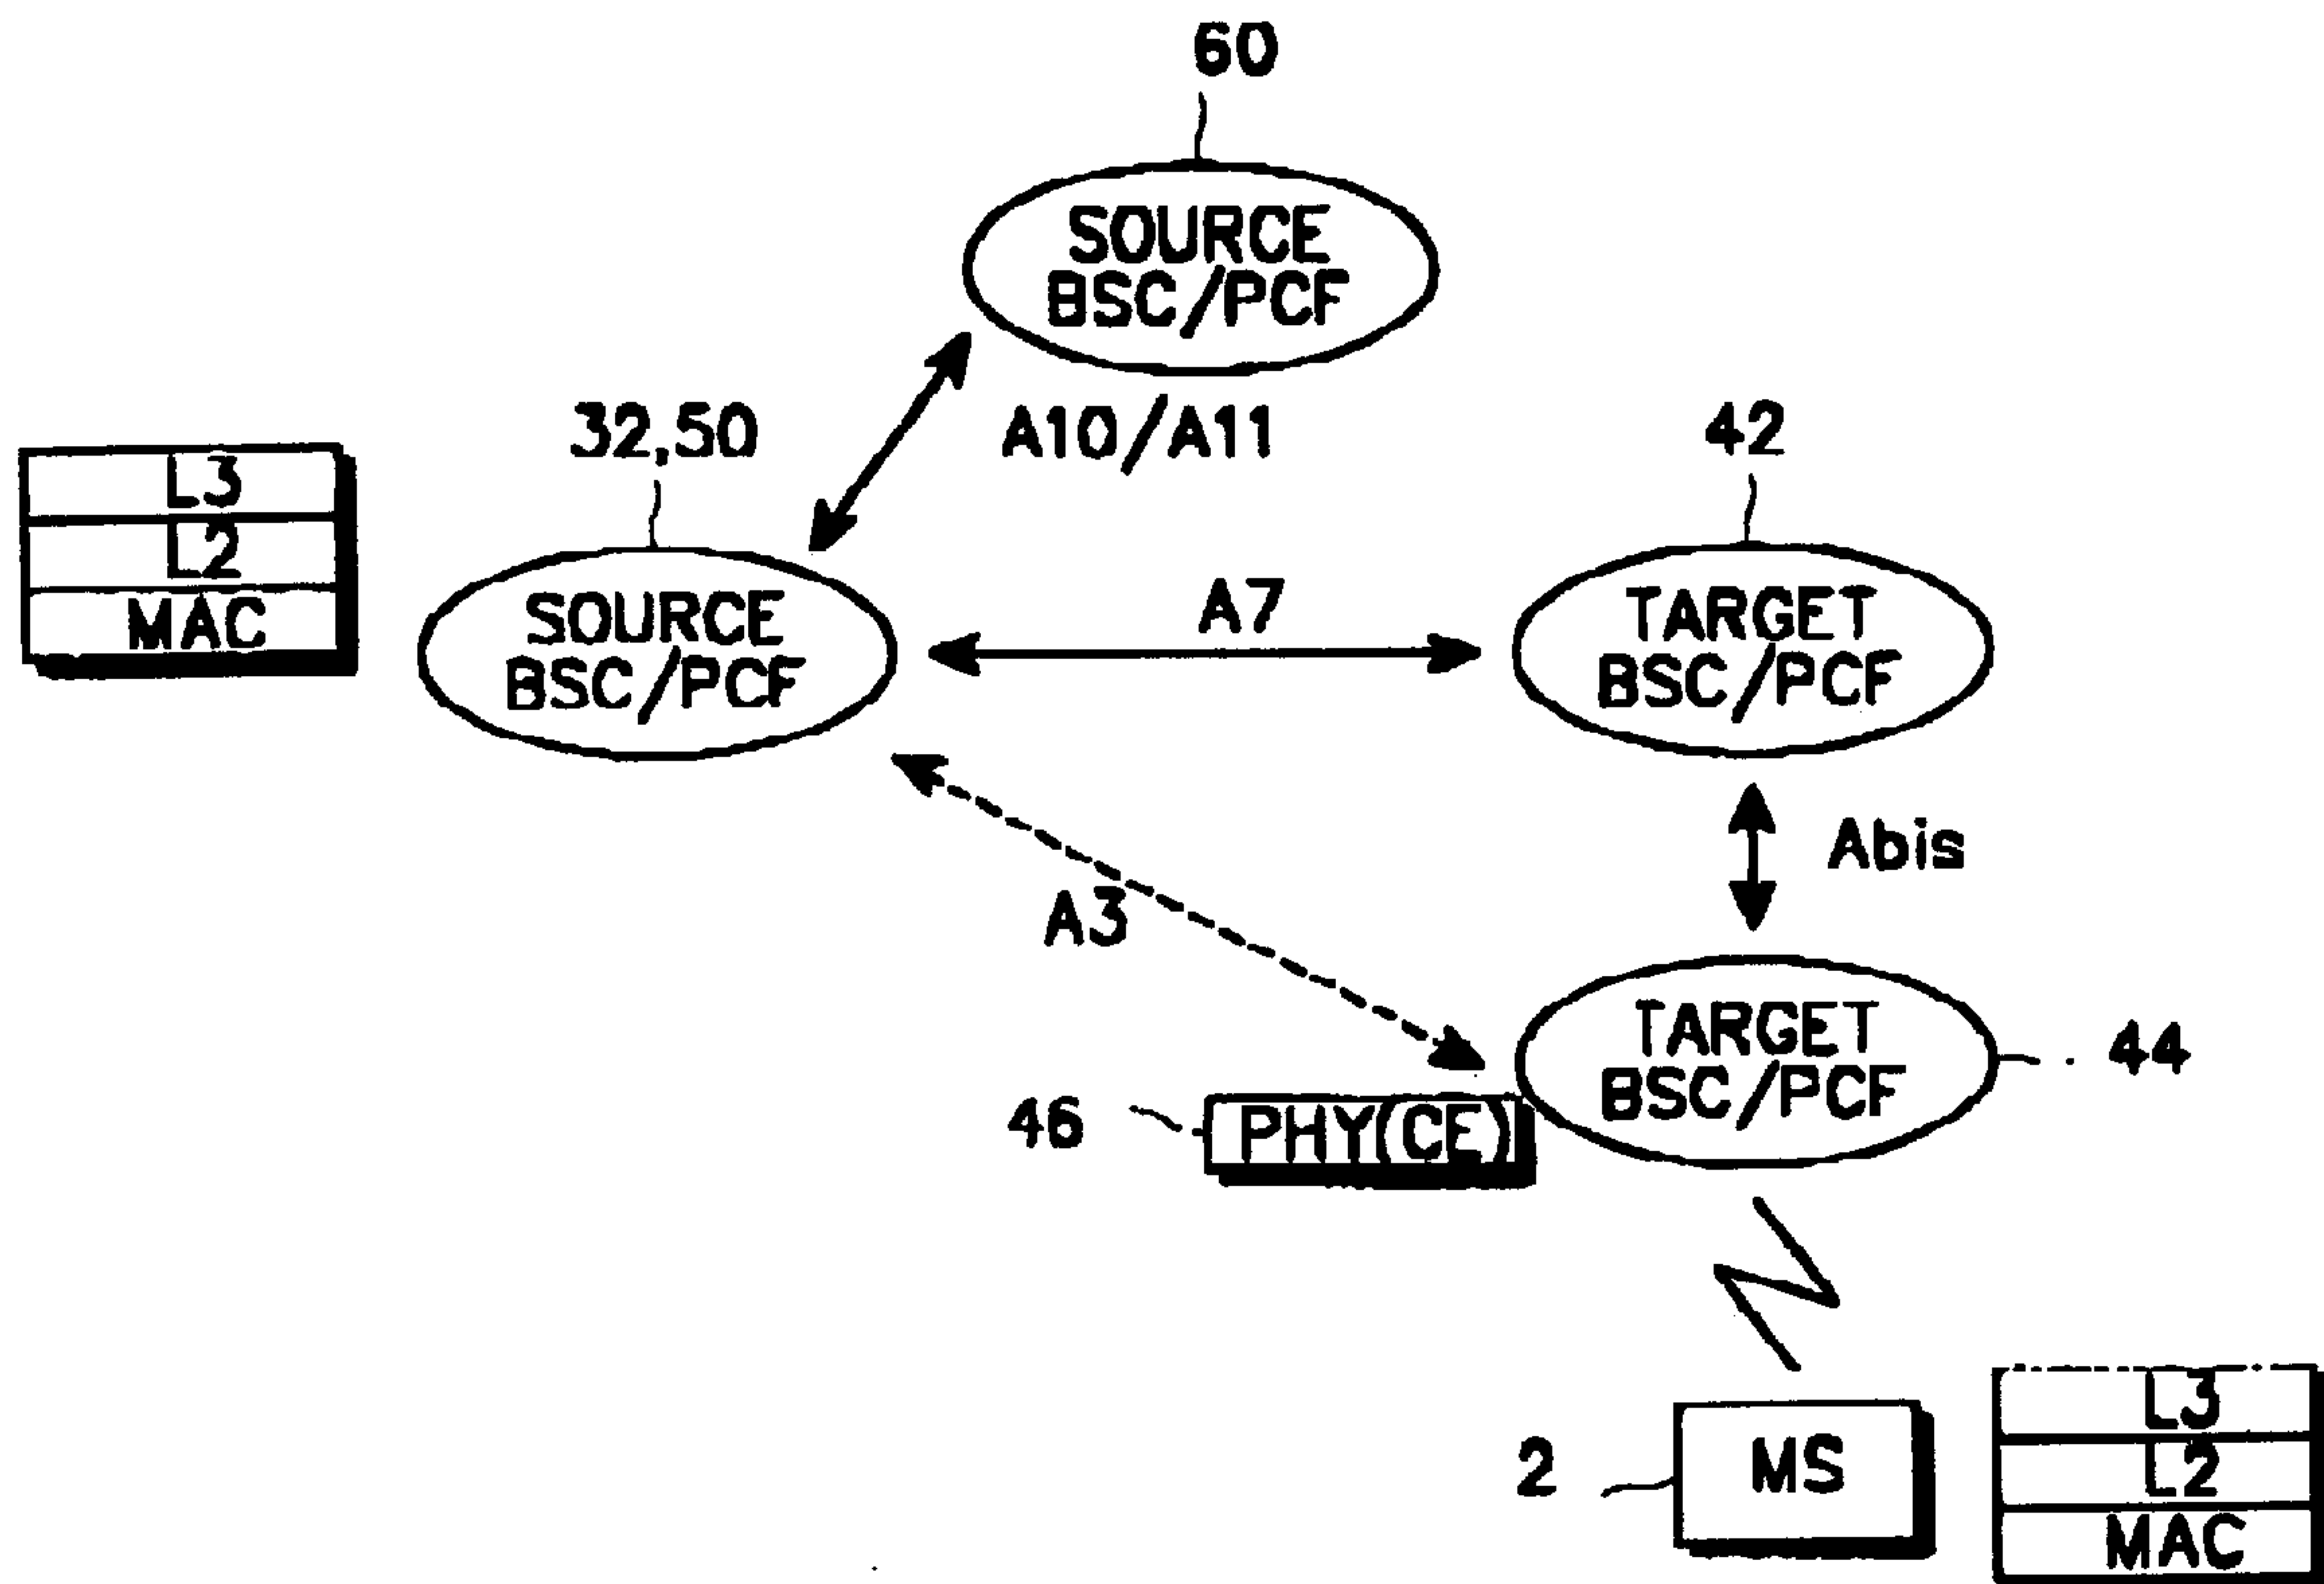 60
SOURCE
BSC/PCF
32,50
A10/A11
42
L3
L2
MAC
SOURCE
BSC/PCF
A7
TARGET
BSC/PCF
Abis
A3
TARGET
BSC/PCF
44
46
PHY(CE)
2
MS
L3
L2
MAC